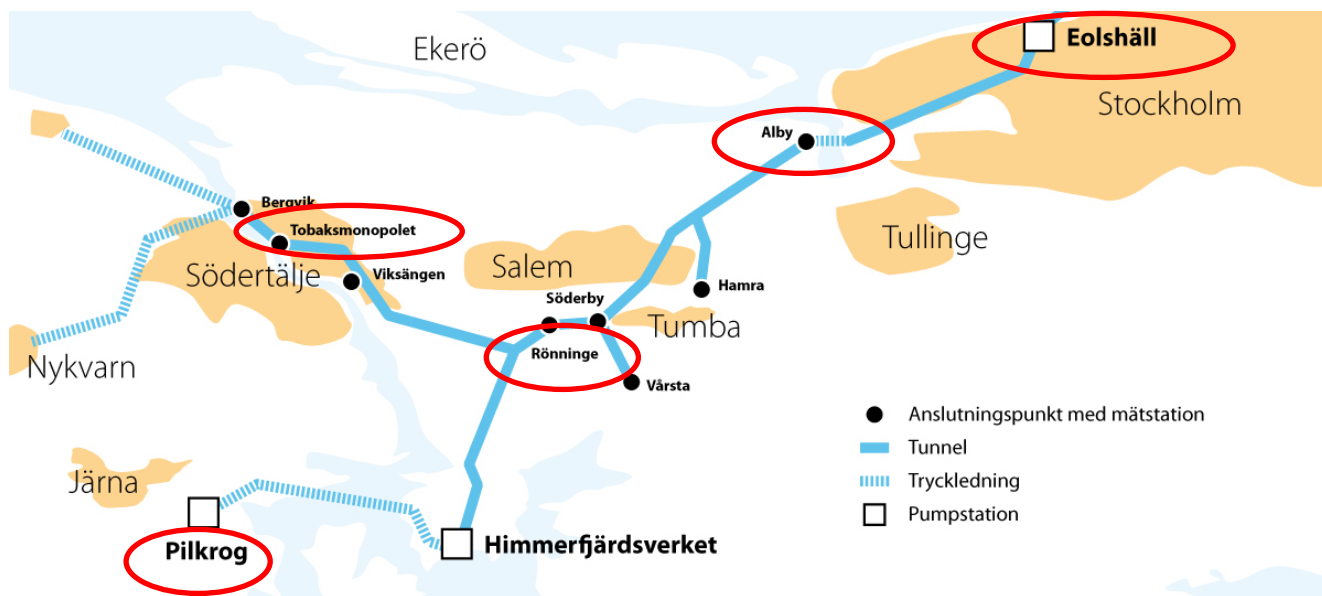 Ekerö
Eolshäll
Stockholm
Alby
Bergvik
Tobaksmonopolet
Tullinge
Södertälje
Viksängen
Salem
Hamra
Söderby
Tumba
Rönninge
Nykvarn
Vårsta
Anslutningspunkt med mätstation
Tunnel
Tryckledning
Pumpstation
Järna
Pilkrog
Himmerfjärdsverket